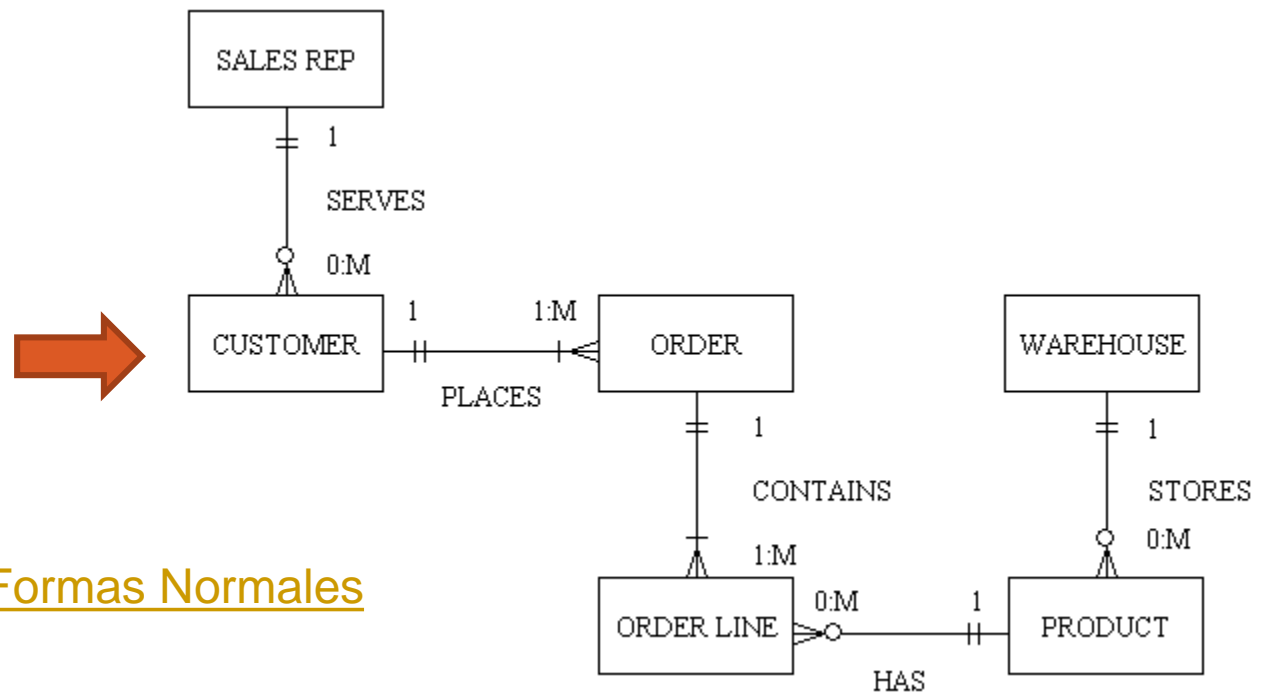 SALES REP
1
SERVES
0:M
CUSTOMER
1
1:M
PLACES
ORDER
WAREHOUSE
1
CONTAINS
1:M
1
STORES
0:M
Formas Normales
ORDER LINE
0:M
1
HAS
PRODUCT